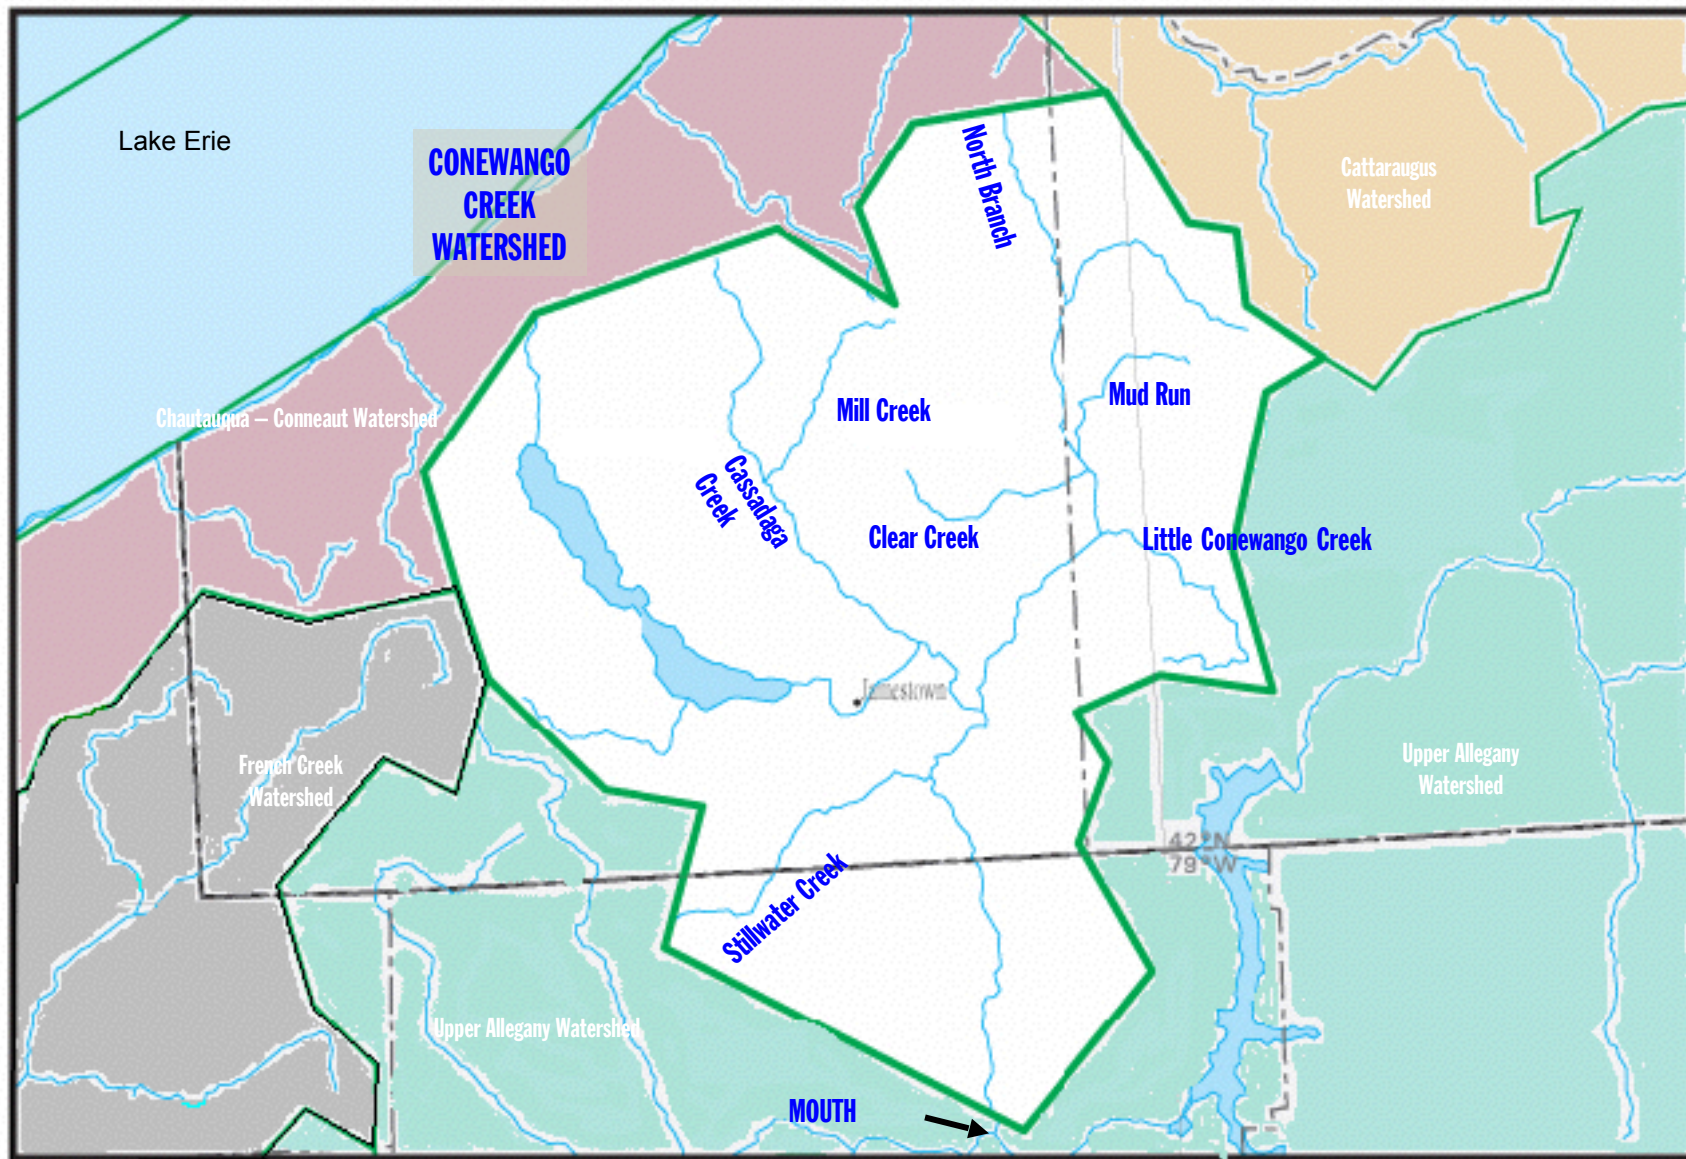 Lake Erie
CONEWANGO
CREEK
WATERSHED
North Branch
Cattaraugus
Watershed
Chautauqua – Conneaut Watershed
Mill Creek
Mud Run
Cassadaga
Creek
Clear Creek
Little Conewango Creek
Jamestown
French Creek
Watershed
Upper Allegany
Watershed
42°N
79°W
Stillwater Creek
Upper Allegany Watershed
MOUTH